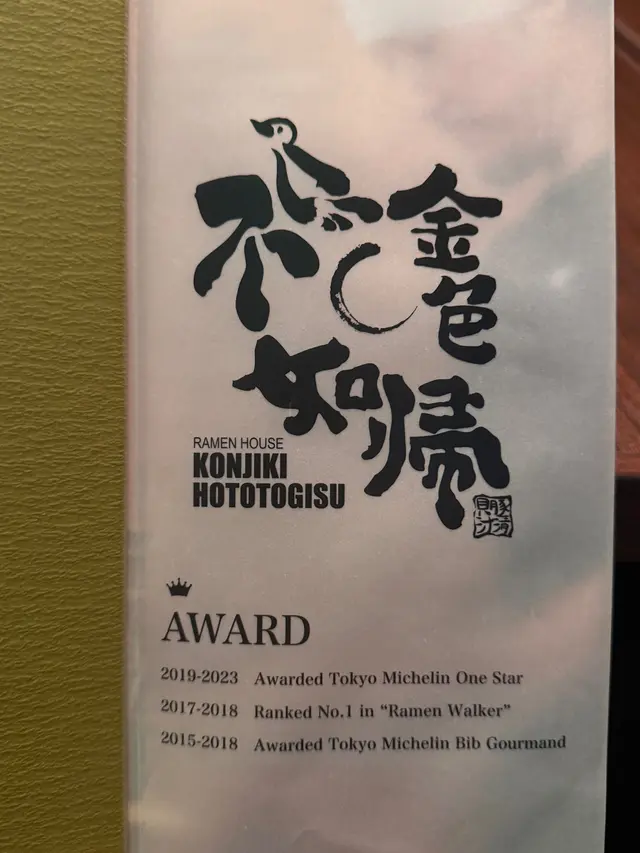 金色
不如帰
RAMEN HOUSE
KONJIKI
HOTOTOGISU
AWARD
2019-2023 Awarded Tokyo Michelin One Star
2017-2018 Ranked No.1 in “Ramen Walker”
2015-2018 Awarded Tokyo Michelin Bib Gourmand